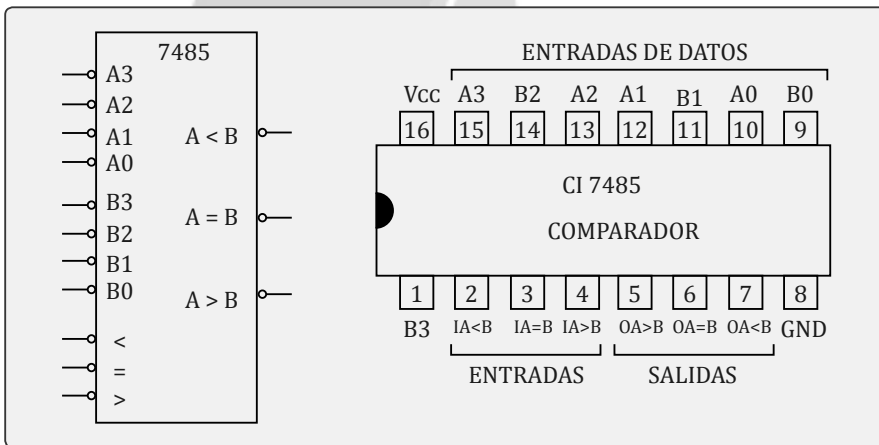 7485
A3
A2
A1
A0
B3
B2
B1
B0
<
=
>
A < B
A = B
A > B
ENTRADAS DE DATOS
Vcc A3 B2 A2 A1 B1 A0 B0
16 15 14 13 12 11 10 9
CI 7485
COMPARADOR
1 2 3 4 5 6 7 8
B3 IA<B IA=B IA>B OA>B OA=B OA<B GND
ENTRADAS SALIDAS